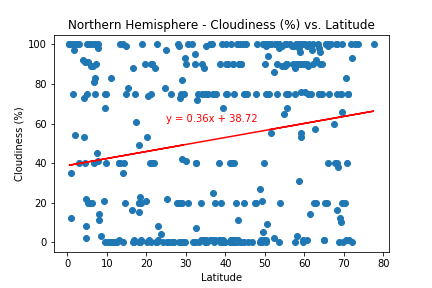 Northern Hemisphere - Cloudiness (%) vs. Latitude
100
80
60
40
20
0
Cloudiness (%)
y = 0.36x + 38.72
0 10 20 30 40 50 60 70 80
Latitude